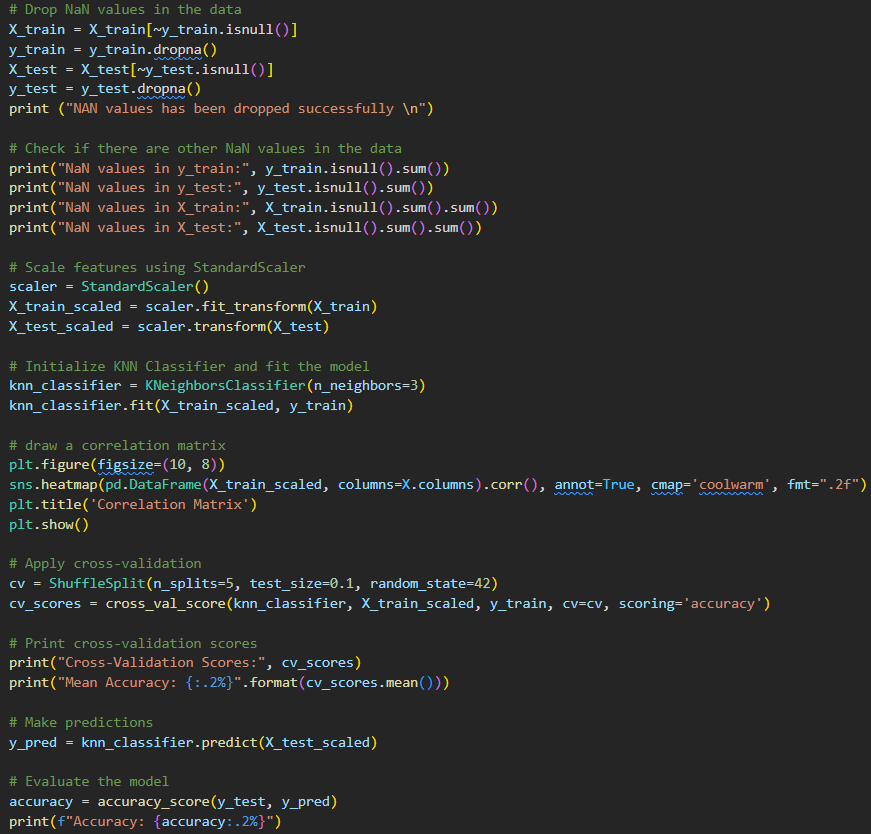 # Drop NaN values in the data
X_train = X_train[~y_train.isnull()]
y_train = y_train.dropna()
X_test = X_test[~y_test.isnull()]
y_test = y_test.dropna()
print ("NAN values has been dropped successfully \n")

# Check if there are other NaN values in the data
print("NaN values in y_train:", y_train.isnull().sum())
print("NaN values in y_test:", y_test.isnull().sum())
print("NaN values in X_train:", X_train.isnull().sum().sum())
print("NaN values in X_test:", X_test.isnull().sum().sum())

# Scale features using StandardScaler
scaler = StandardScaler()
X_train_scaled = scaler.fit_transform(X_train)
X_test_scaled = scaler.transform(X_test)

# Initialize KNN Classifier and fit the model
knn_classifier = KNeighborsClassifier(n_neighbors=3)
knn_classifier.fit(X_train_scaled, y_train)

# draw a correlation matrix
plt.figure(figsize=(10, 8))
sns.heatmap(pd.DataFrame(X_train_scaled, columns=X.columns).corr(), annot=True, cmap='coolwarm', fmt=".2f")
plt.title('Correlation Matrix')
plt.show()

# Apply cross-validation
cv = ShuffleSplit(n_splits=5, test_size=0.1, random_state=42)
cv_scores = cross_val_score(knn_classifier, X_train_scaled, y_train, cv=cv, scoring='accuracy')

# Print cross-validation scores
print("Cross-Validation Scores:", cv_scores)
print("Mean Accuracy: {:.2%}".format(cv_scores.mean()))

# Make predictions
y_pred = knn_classifier.predict(X_test_scaled)

# Evaluate the model
accuracy = accuracy_score(y_test, y_pred)
print(f"Accuracy: {accuracy:.2%}")